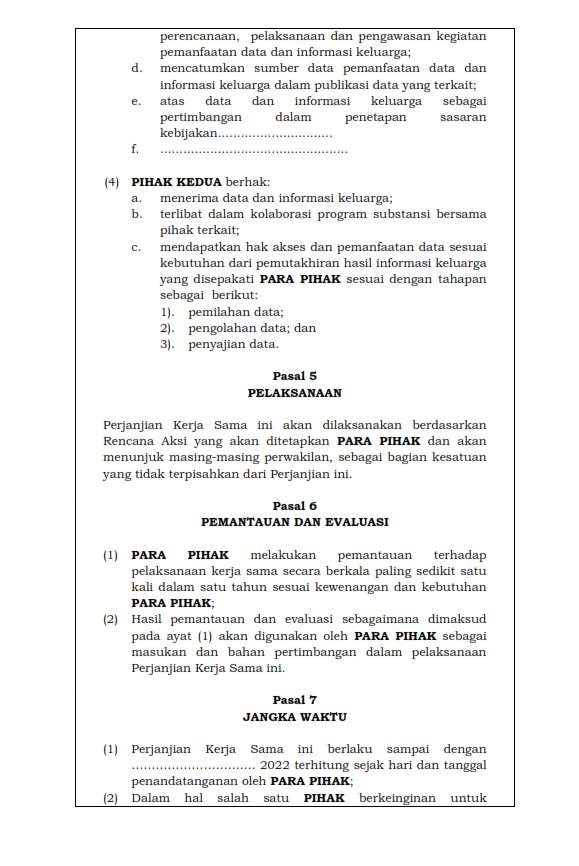 perencanaan, pelaksanaan dan pengawasan kegiatan
pemanfaatan data dan informasi keluarga;
d. mencatumkan sumber data pemanfaatan data dan
informasi keluarga dalam publikasi data yang terkait;
e. atas data dan informasi keluarga sebagai
pertimbangan dalam penetapan sasaran
kebijakan..............................
f. .................................................
(4) PIHAK KEDUA berhak:
a. menerima data dan informasi keluarga;
b. terlibat dalam kolaborasi program substansi bersama
pihak terkait;
c. mendapatkan hak akses dan pemanfaatan data sesuai
kebutuhan dari pemutakhiran hasil informasi keluarga
yang disepakati PARA PIHAK sesuai dengan tahapan
sebagai berikut:
1). pemilahan data;
2). pengolahan data; dan
3). penyajian data.
Pasal 5
PELAKSANAAN
Perjanjian Kerja Sama ini akan dilaksanakan berdasarkan
Rencana Aksi yang akan ditetapkan PARA PIHAK dan akan
menunjuk masing-masing perwakilan, sebagai bagian kesatuan
yang tidak terpisahkan dari Perjanjian ini.
Pasal 6
PEMANTAUAN DAN EVALUASI
(1) PARA PIHAK melakukan pemantauan terhadap
pelaksanaan kerja sama secara berkala paling sedikit satu
kali dalam satu tahun sesuai kewenangan dan kebutuhan
PARA PIHAK;
(2) Hasil pemantauan dan evaluasi sebagaimana dimaksud
pada ayat (1) akan digunakan oleh PARA PIHAK sebagai
masukan dan bahan pertimbangan dalam pelaksanaan
Perjanjian Kerja Sama ini.
Pasal 7
JANGKA WAKTU
(1) Perjanjian Kerja Sama ini berlaku sampai dengan
................................ 2022 terhitung sejak hari dan tanggal
penandatanganan oleh PARA PIHAK;
(2) Dalam hal salah satu PIHAK berkeinginan untuk